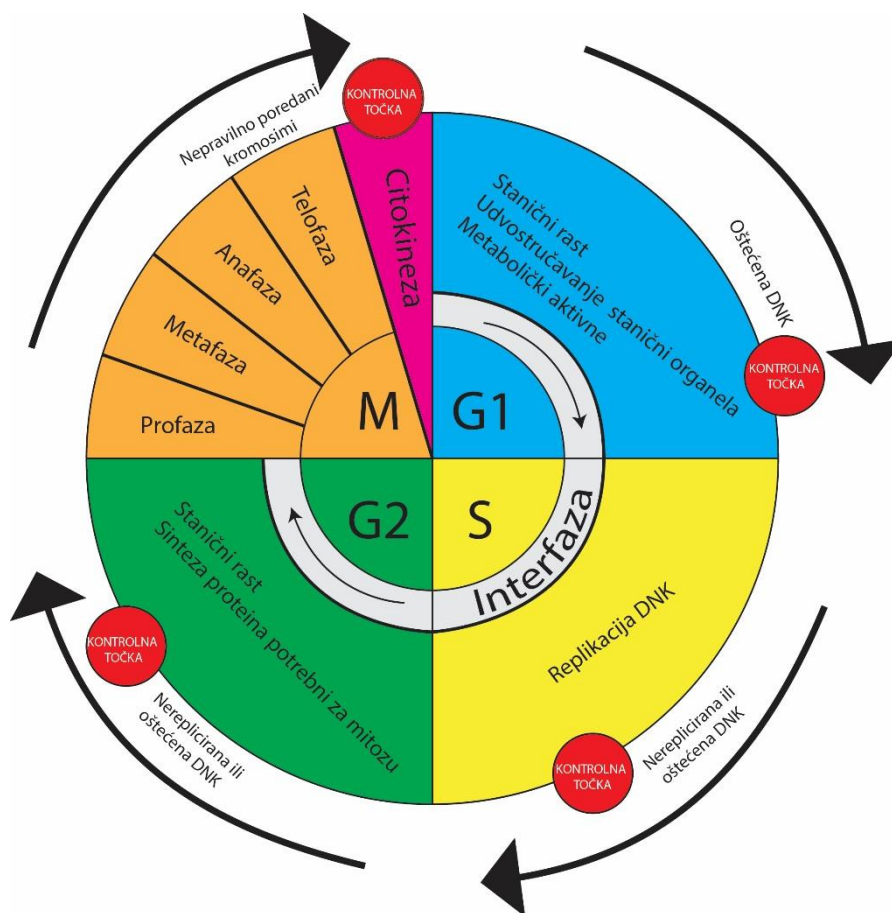 KONTROLNA
TOČKA
Nepravilno poredani
kromosimi
Citokineza
Telofaza
Anafaza
Metafaza
Profaza
M
Stanični rast
Udvostručavanje stanični organela
Metabolički aktivne
G1
Oštećena DNK
KONTROLNA
TOČKA
G2
Stanični rast
Sinteza proteina potrebni za mitozu
S
Interfaza
Replikacija DNK
KONTROLNA
TOČKA
Nereplicirana ili
oštećena DNK
KONTROLNA
TOČKA
Nereplicirana ili
oštećena DNK